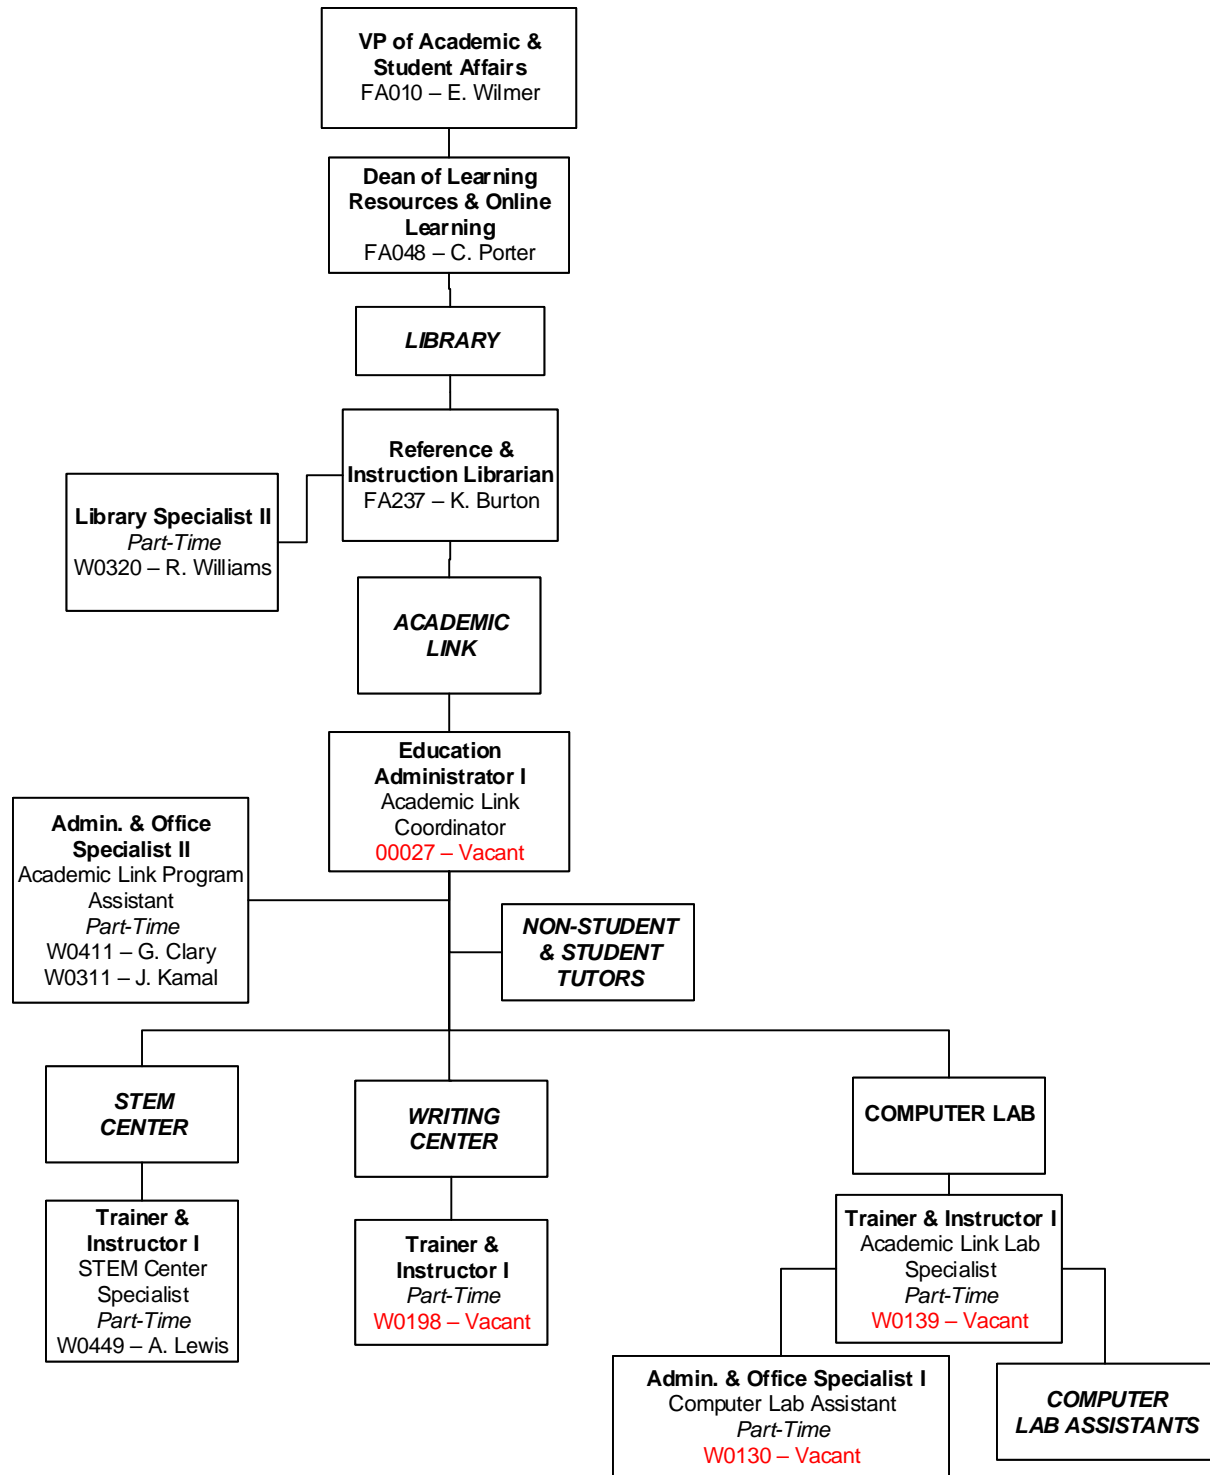 VP of Academic &
Student Affairs
FA010 – E. Wilmer
Dean of Learning
Resources & Online
Learning
FA048 – C. Porter
LIBRARY
Reference &
Instruction Librarian
FA237 – K. Burton
Library Specialist II
Part-Time
W0320 – R. Williams
ACADEMIC
LINK
Education
Administrator I
Academic Link
Coordinator
00027 – Vacant
Admin. & Office
Specialist II
Academic Link Program
Assistant
Part-Time
W0411 – G. Clary
W0311 – J. Kamal
NON-STUDENT
& STUDENT
TUTORS
STEM
CENTER
WRITING
CENTER
COMPUTER LAB
Trainer &
Instructor I
STEM Center
Specialist
Part-Time
W0449 – A. Lewis
Trainer &
Instructor I
Part-Time
W0198 – Vacant
Trainer & Instructor I
Academic Link Lab
Specialist
Part-Time
W0139 – Vacant
Admin. & Office Specialist I
Computer Lab Assistant
Part-Time
W0130 – Vacant
COMPUTER
LAB ASSISTANTS